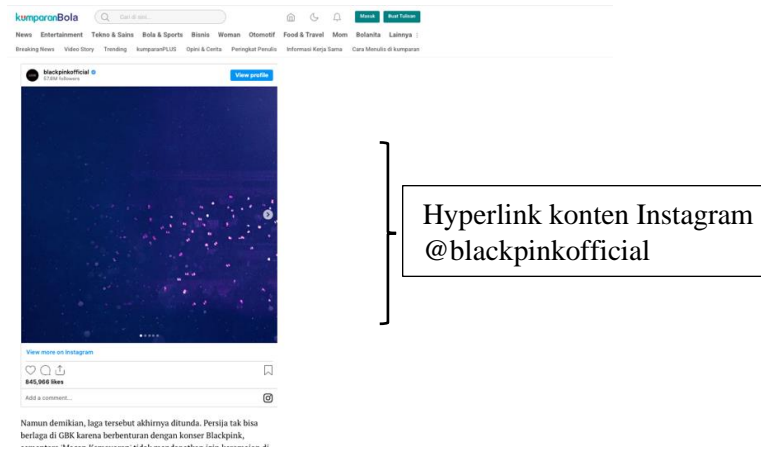 kumparanBola
Cari di sini...
Masuk
Buat Tulisan
News Entertainment Tekno & Sains Bola & Sports Bisnis Woman Otomotif Food & Travel Mom Bolanita Lainnya
Breaking News Video Story Trending kumparanPLUS Opini & Cerita Peringkat Penulis Informasi Kerja Sama Cara Menulis di kumparan
blackpinkofficial
57.8M followers
View profile
View more on Instagram
845,966 likes
Add a comment...
Namun demikian, laga tersebut akhirnya ditunda. Persija tak bisa
berlaga di GBK karena berbenturan dengan konser Blackpink,
Hyperlink konten Instagram
@blackpinkofficial